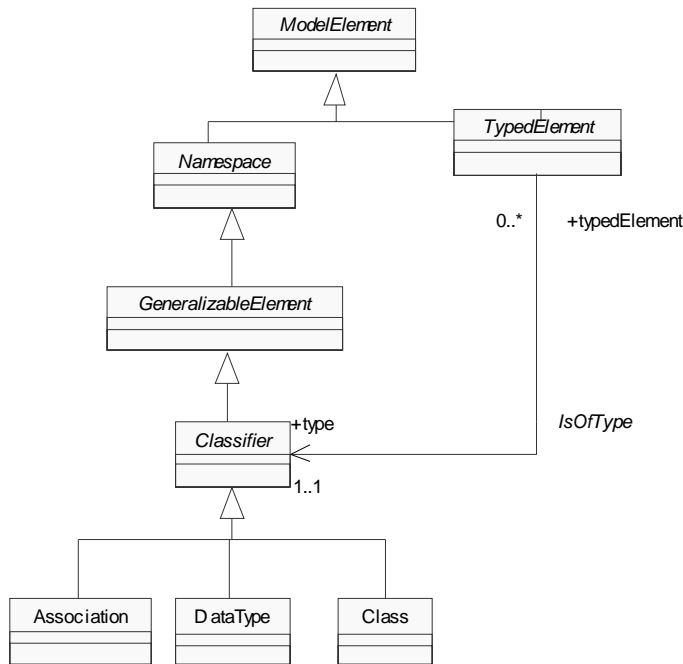 ModelElement
TypedElement
Namespace
0..* +typedElement
GeneralizableElement
+type
IsOfType
Classifier
1..1
Association DataType Class